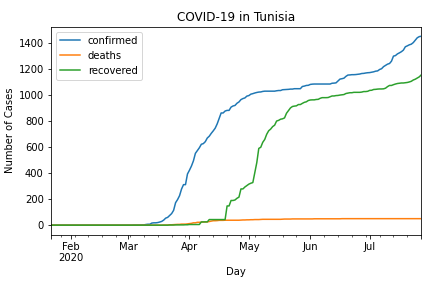 COVID-19 in Tunisia
confirmed
deaths
recovered
1400
1200
1000
800
600
400
200
0
Number of Cases
Feb
2020
Mar
Apr
May
Jun
Jul
Day